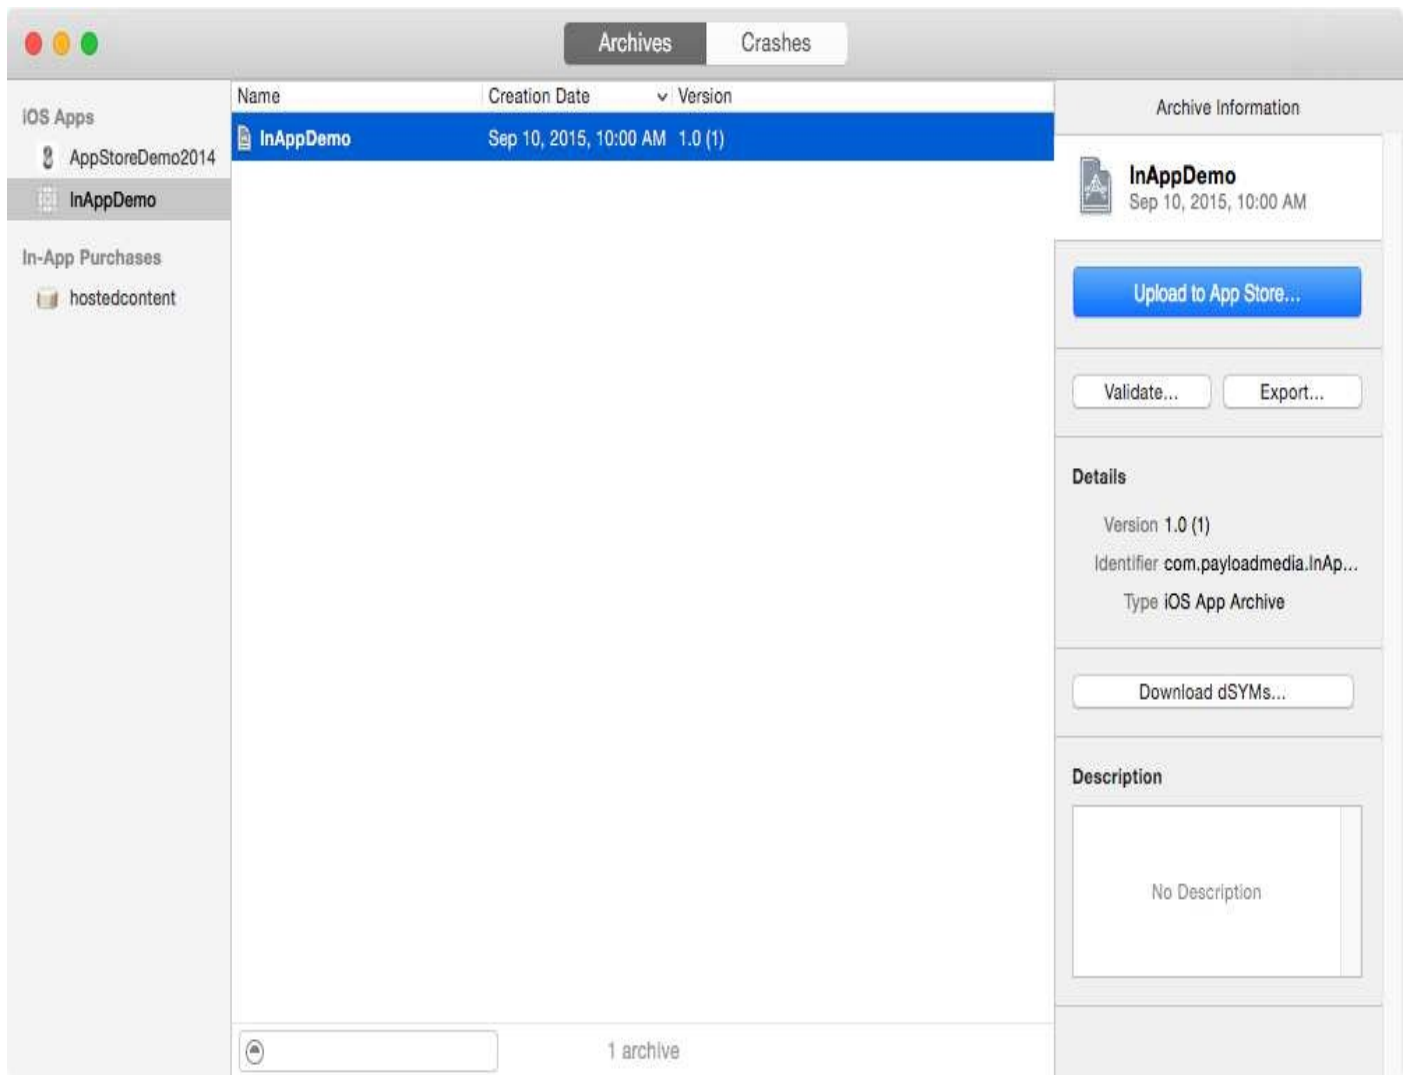 Archives Crashes
iOS Apps
AppStoreDemo2014
InAppDemo
In-App Purchases
hostedcontent
Name Creation Date Version
InAppDemo Sep 10, 2015, 10:00 AM 1.0 (1)
1 archive
Archive Information
InAppDemo
Sep 10, 2015, 10:00 AM
Upload to App Store...
Validate... Export...
Details
Version 1.0 (1)
Identifier com.payloadmedia.InAp...
Type iOS App Archive
Download dSYMs...
Description
No Description